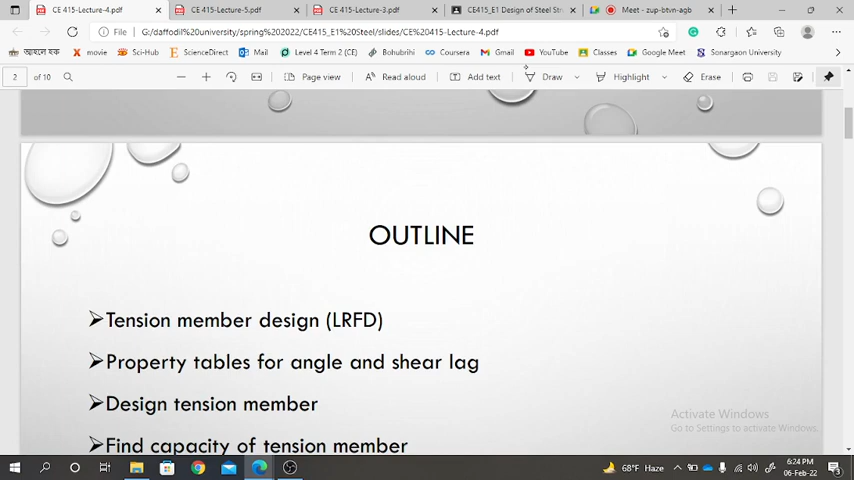 CE 415-Lecture-4.pdf
CE 415-Lecture-5.pdf
CE 415-Lecture-3.pdf
CE415_E1 Design of Steel Str
Meet - zup-btvn-agb
File
G:/daffodil%20university/spring%202022/CE415_E1%20Steel/slides/CE%20415-Lecture-4.pdf
আহলে হক
movie
Sci-Hub
ScienceDirect
Mail
Level 4 Term 2 (CE)
Bohubrihi
Coursera
Gmail
YouTube
Classes
Google Meet
Sonargaon University
2 of 10
Page view
Read aloud
Add text
Draw
Highlight
Erase
OUTLINE
Tension member design (LRFD)
Property tables for angle and shear lag
Design tension member
Find capacity of tension member
Activate Windows
Go to Settings to activate Windows.
68°F Haze
6:24 PM
06-Feb-22
3